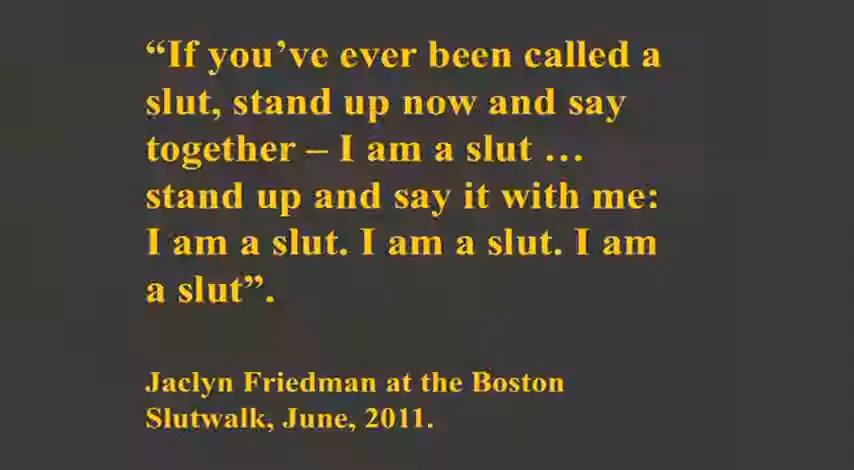 “If you’ve ever been called a
slut, stand up now and say
together – I am a slut …
stand up and say it with me:
I am a slut. I am a slut. I am
a slut”.
Jaclyn Friedman at the Boston
Slutwalk, June, 2011.